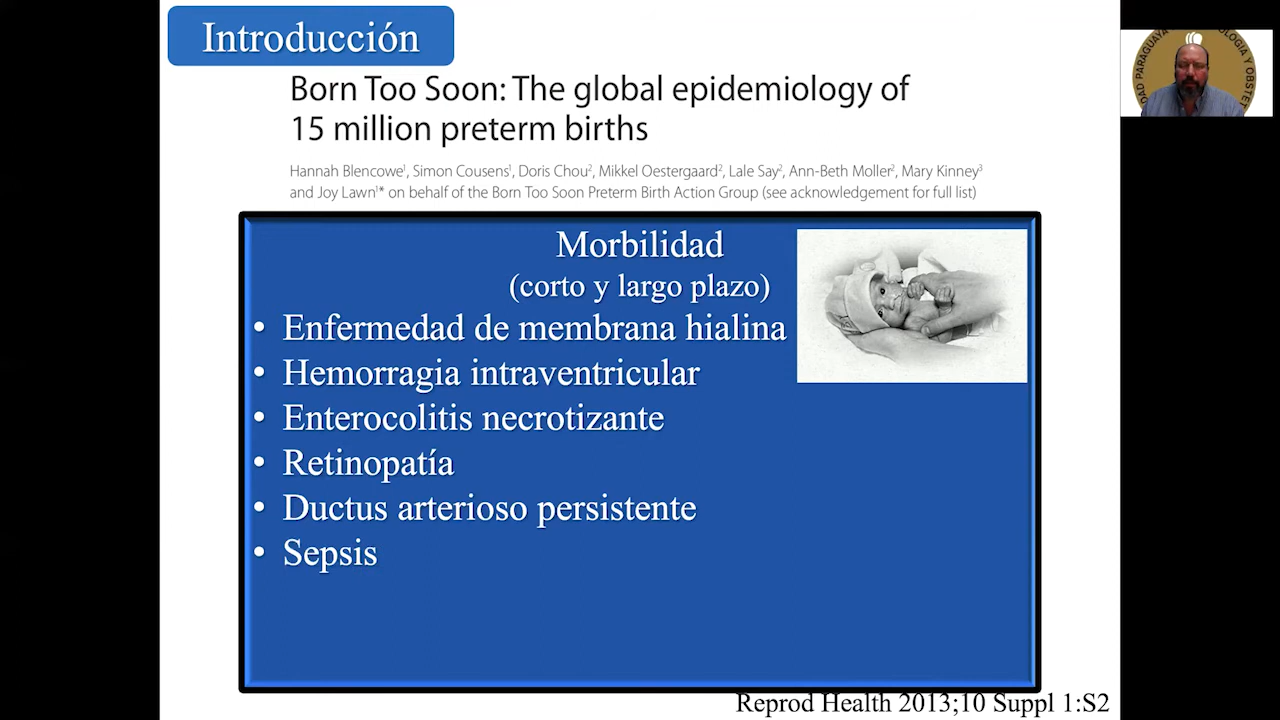 Introducción
Born Too Soon: The global epidemiology of
15 million preterm births
Hannah Blencowe¹, Simon Cousens¹, Doris Chou², Mikkel Oestergaard², Lale Say², Ann-Beth Moller², Mary Kinney³
and Joy Lawn¹* on behalf of the Born Too Soon Preterm Birth Action Group (see acknowledgement for full list)
Morbilidad
(corto y largo plazo)
• Enfermedad de membrana hialina
• Hemorragia intraventricular
• Enterocolitis necrotizante
• Retinopatía
• Ductus arterioso persistente
• Sepsis
Reprod Health 2013;10 Suppl 1:S2
PARAGUAYA
Y OBSTET